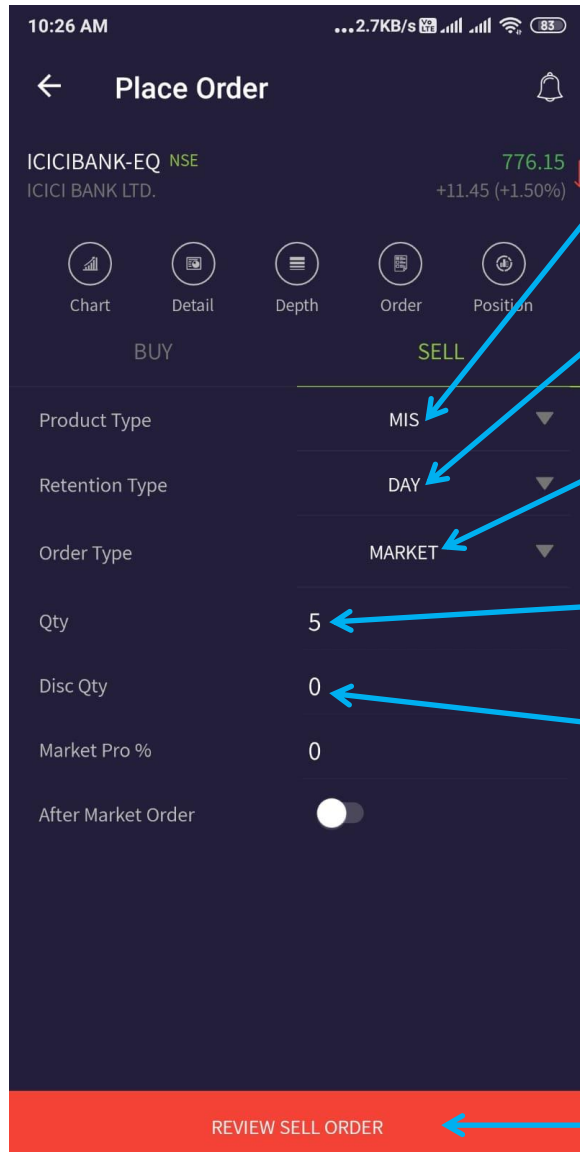 10:26 AM ...2.7KB/s Vo LTE 83
Place Order
ICICIBANK-EQ NSE 776.15
ICICI BANK LTD. +11.45 (+1.50%)
Chart Detail Depth Order Position
BUY SELL
Product Type MIS
Retention Type DAY
Order Type MARKET
Qty 5
Disc Qty 0
Market Pro % 0
After Market Order
REVIEW SELL ORDER